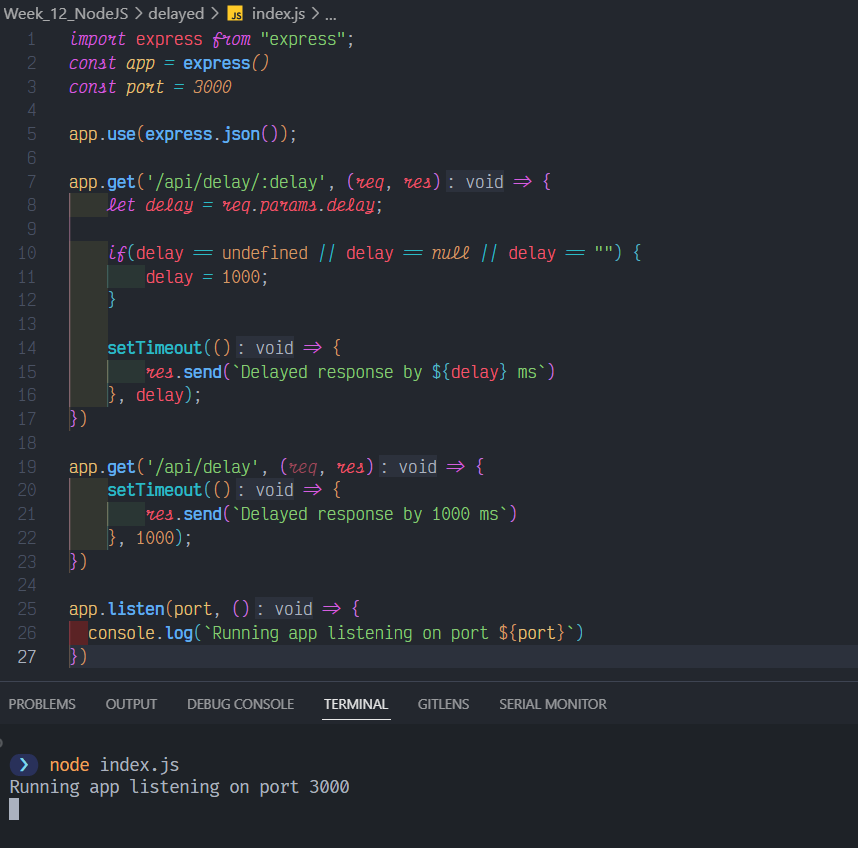 Week_12_NodeJS > delayed > JS index.js > ...
1 import express from "express";
2 const app = express()
3 const port = 3000
4
5 app.use(express.json());
6
7 app.get('/api/delay/:delay', (req, res): void => {
8 let delay = req.params.delay;
9
10 if(delay == undefined || delay == null || delay == "") {
11 delay = 1000;
12 }
13
14 setTimeout((): void => {
15 res.send(`Delayed response by ${delay} ms`)
16 }, delay);
17 })
18
19 app.get('/api/delay', (req, res): void => {
20 setTimeout((): void => {
21 res.send(`Delayed response by 1000 ms`)
22 }, 1000);
23 })
24
25 app.listen(port, (): void => {
26 console.log(`Running app listening on port ${port}`)
27 })
PROBLEMS OUTPUT DEBUG CONSOLE TERMINAL GITLENS SERIAL MONITOR
❯ node index.js
Running app listening on port 3000